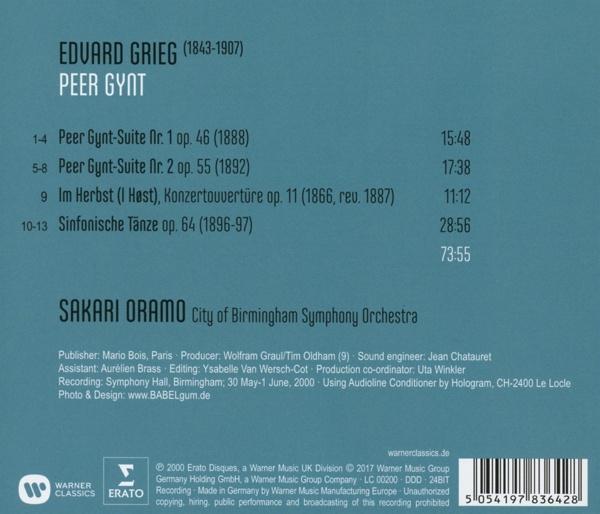 EDVARD GRIEG (1843-1907)
PEER GYNT
1-4 Peer Gynt-Suite Nr. 1 op. 46 (1888) 15:48
5-8 Peer Gynt-Suite Nr. 2 op. 55 (1892) 17:38
9 Im Herbst (I Høst), Konzertouvertüre op. 11 (1866, rev. 1887) 11:12
10-13 Sinfonische Tänze op. 64 (1896-97) 28:56
73:55
SAKARI ORAMO City of Birmingham Symphony Orchestra
Publisher: Mario Bois, Paris · Producer: Wolfram Graul/Tim Oldham (9) · Sound engineer: Jean Chatauret
Assistant: Aurélien Brass · Editing: Ysabelle Van Wersch-Cot · Production co-ordinator: Uta Winkler
Recording: Symphony Hall, Birmingham; 30 May-1 June, 2000 · Using Audioline Conditioner by Hologram, CH-2400 Le Locle
Photo & Design: www.BABELgum.de
warnerclassics.de
WARNER
CLASSICS
ERATO
℗ 2000 Erato Disques, a Warner Music UK Division © 2017 Warner Music Group
Germany Holding GmbH, a Warner Music Group Company · LC 00200 · DDD · 24BIT
Recording · Made in Germany by Warner Music Manufacturing Europe · Unauthorized
copying, hiring, public performance and broadcasting of this recording prohibited
5 054197 836428